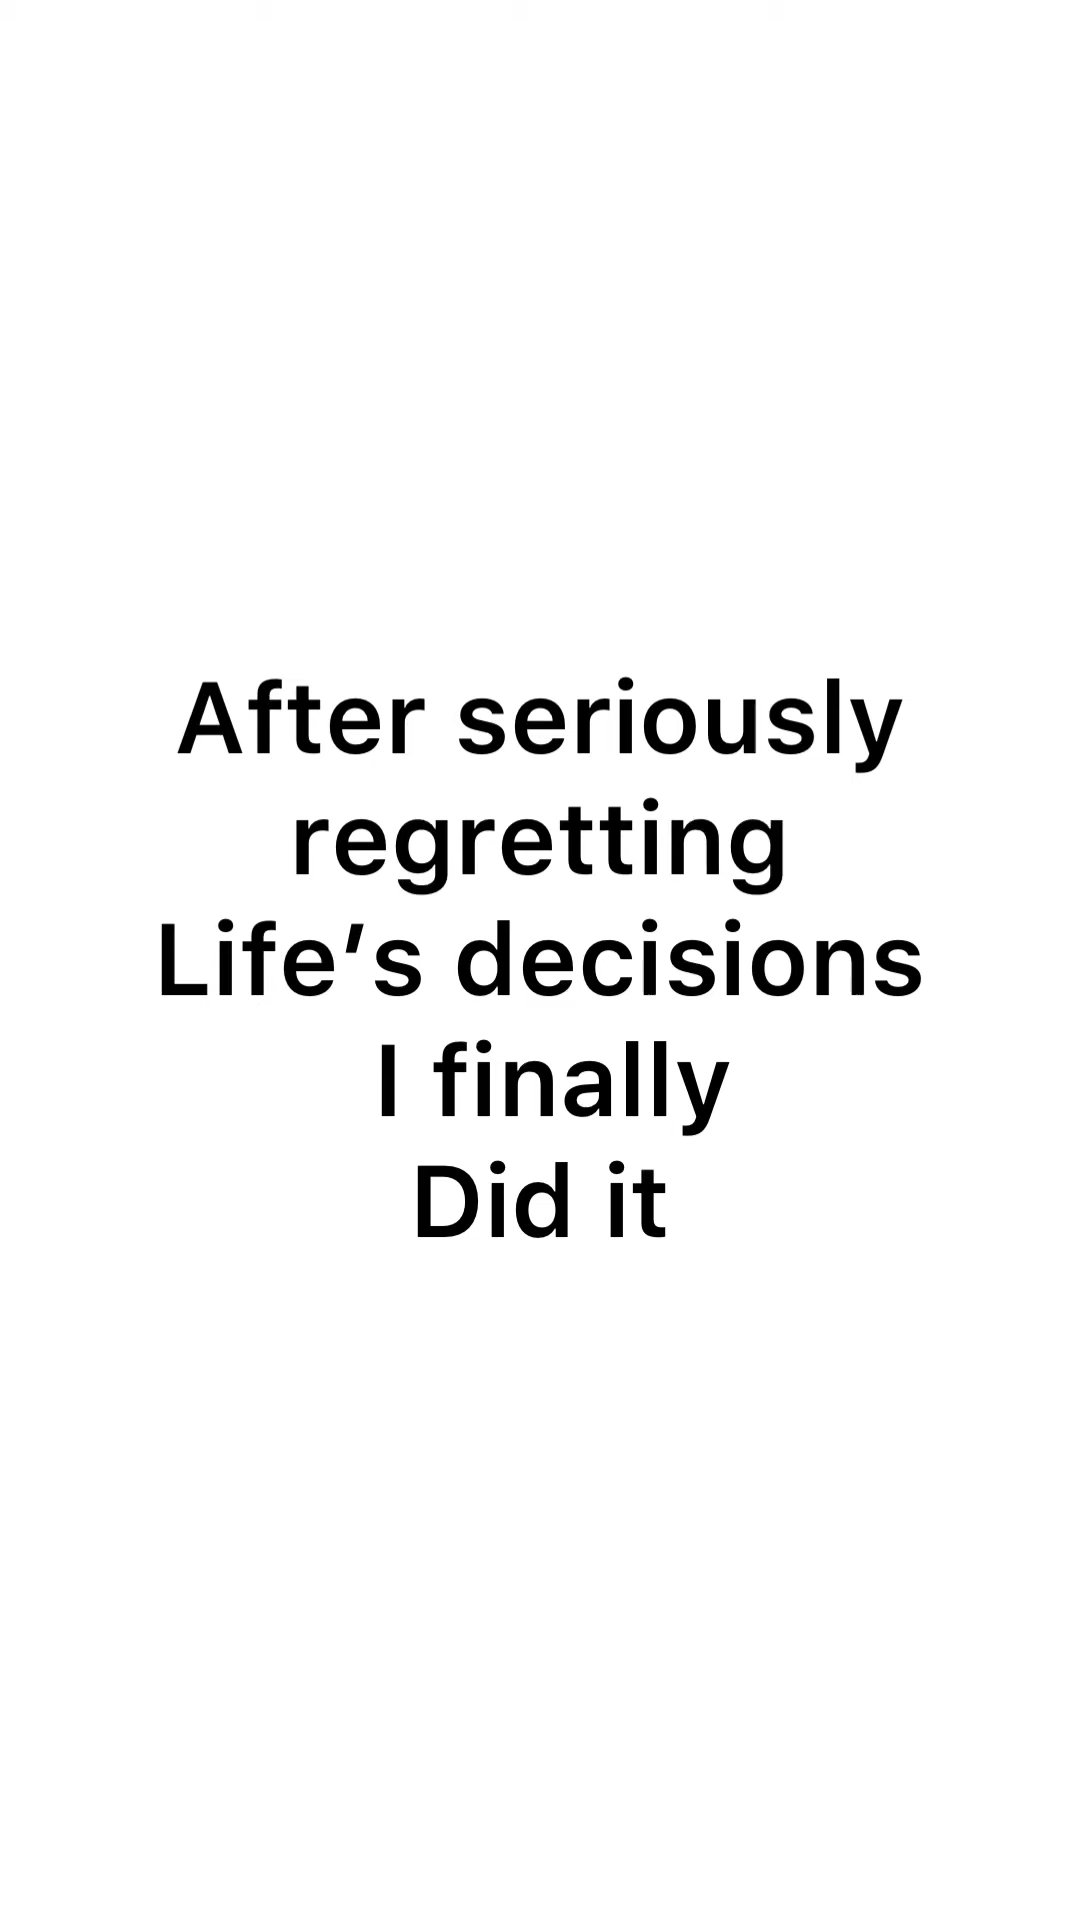 After seriously
regretting
Life’s decisions
I finally
Did it